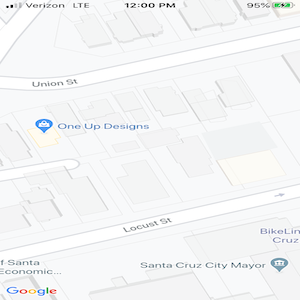 Verizon LTE 12:00 PM 95%
Union St
One Up Designs
Locust St
BikeLin
Cruz
f Santa
Economic...
Santa Cruz City Mayor
Google